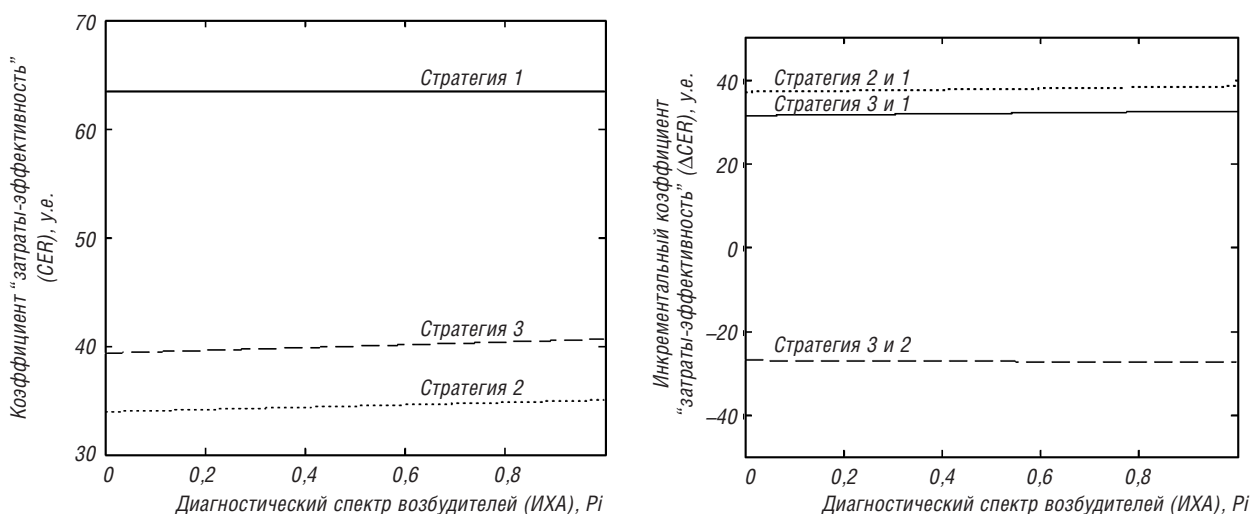 Коэффициент “затраты-эффективность”
(CER), у.е.
70
60
50
40
30
Стратегия 1
Стратегия 3
Стратегия 2
0 0,2 0,4 0,6 0,8
Диагностический спектр возбудителей (ИХА), Pi
Инкрементальный коэффициент
“затраты-эффективность” (ΔCER), у.е.
40
20
0
−20
−40
Стратегия 2 и 1
Стратегия 3 и 1
Стратегия 3 и 2
0 0,2 0,4 0,6 0,8
Диагностический спектр возбудителей (ИХА), Pi